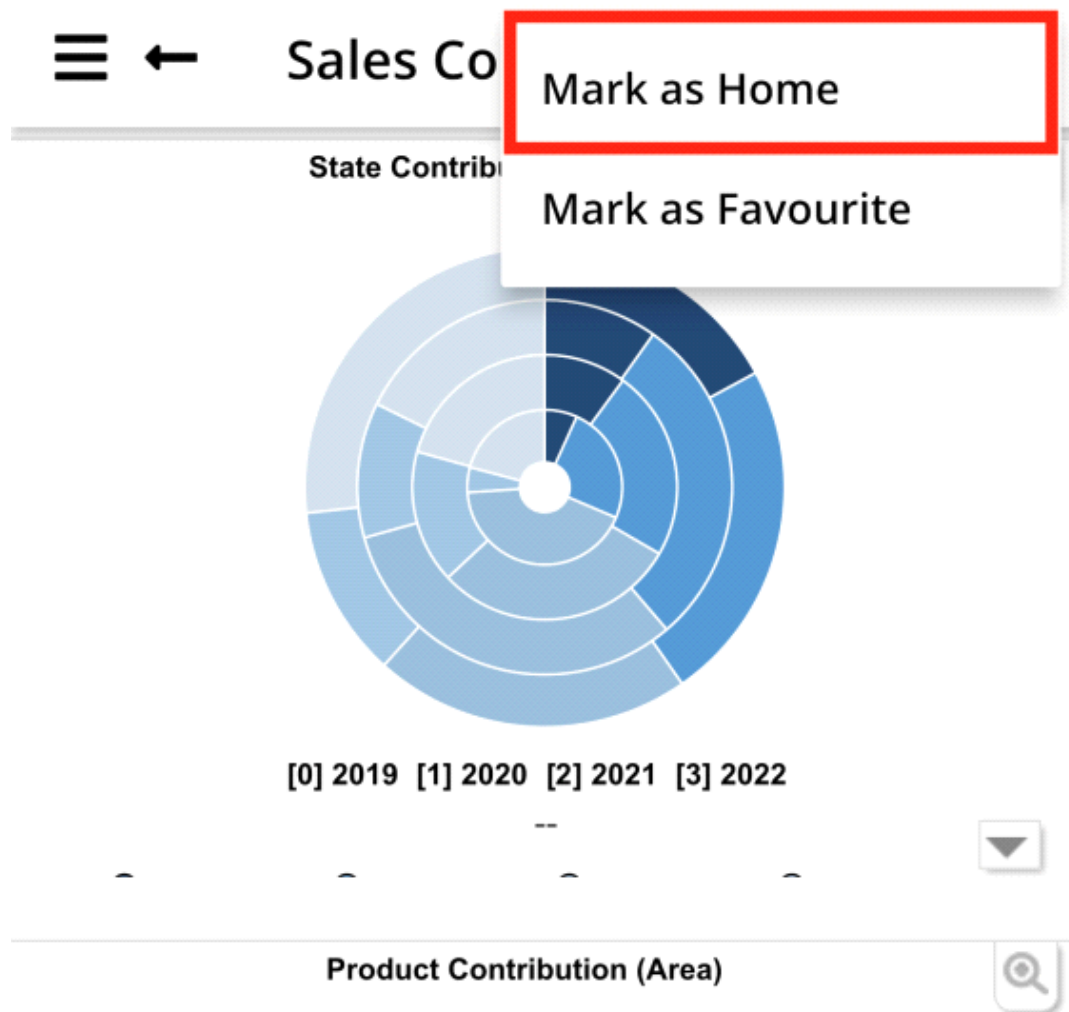 Sales Co
Mark as Home
Mark as Favourite
State Contrib
[0] 2019 [1] 2020 [2] 2021 [3] 2022
--
Product Contribution (Area)